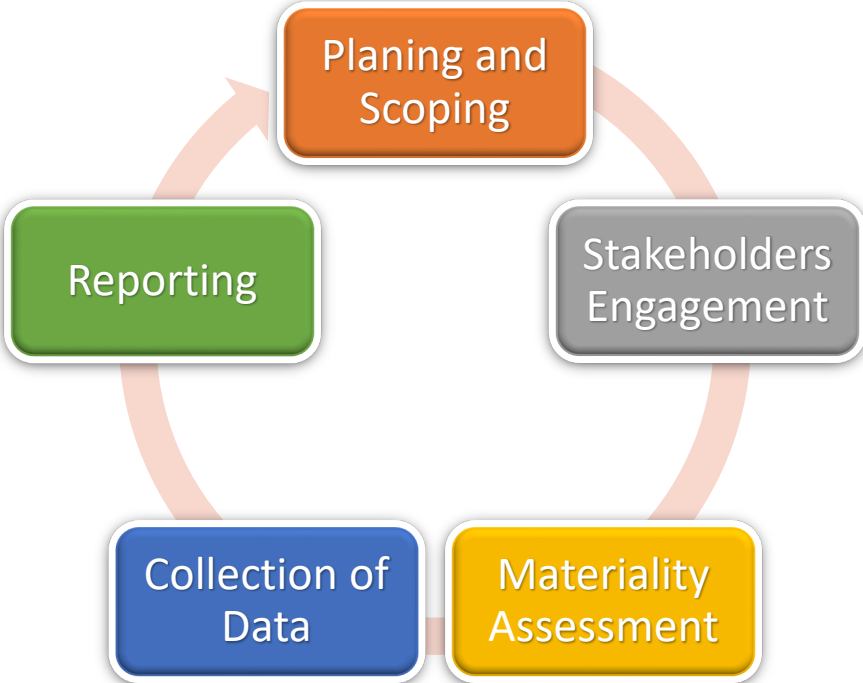 Planing and
Scoping
Stakeholders
Engagement
Materiality
Assessment
Collection of
Data
Reporting